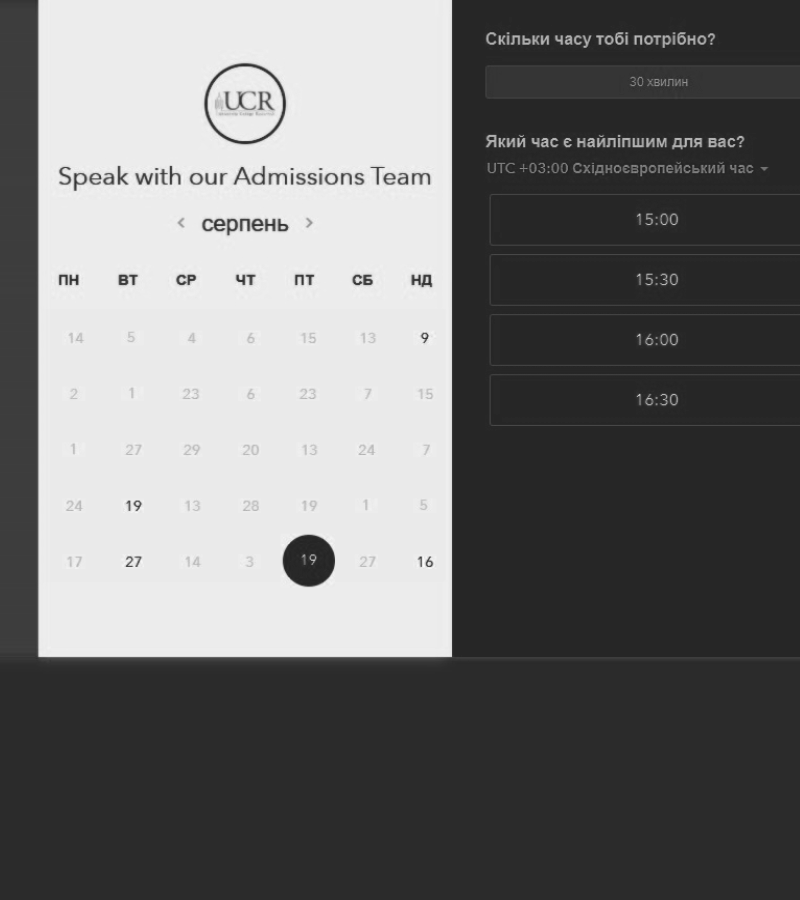 UCR
Speak with our Admissions Team
серпень
ПН ВТ СР ЧТ ПТ СБ НД
14 5 4 6 15 13 9
2 1 23 6 23 7 15
1 27 29 20 13 24 7
24 19 13 28 19 1 5
17 27 14 3 19 27 16
Скільки часу тобі потрібно?
30 хвилин
Який час є найліпшим для вас?
UTC +03:00 Східноєвропейський час
15:00
15:30
16:00
16:30